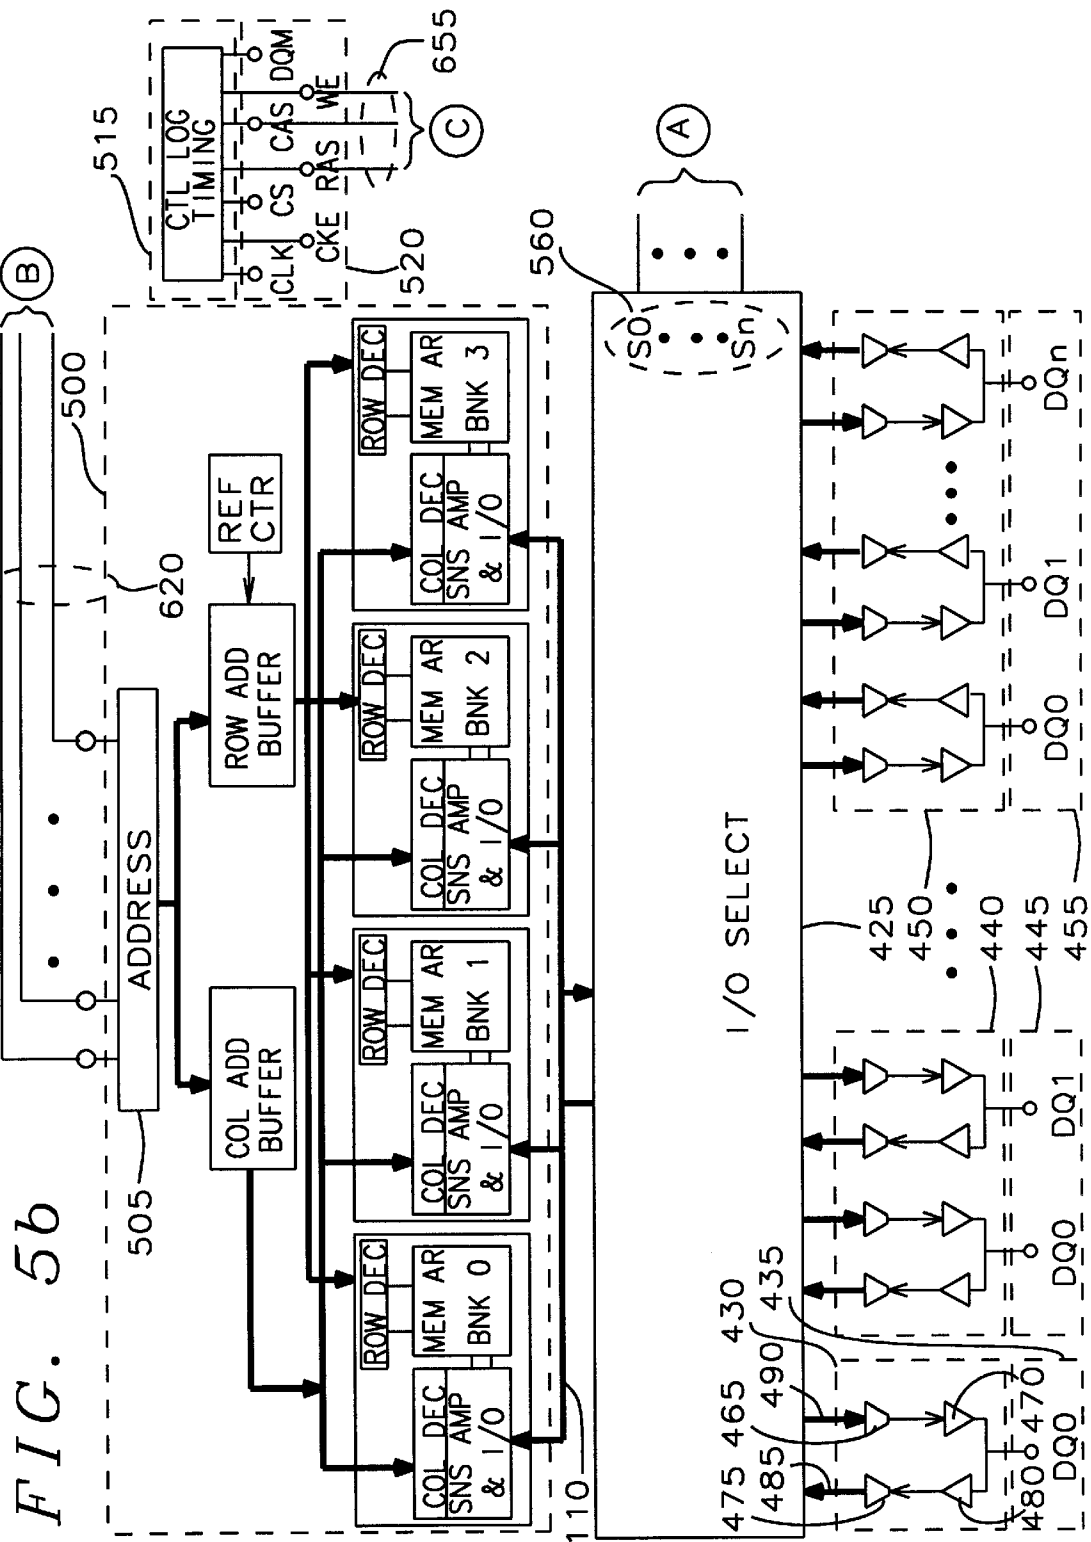 FIG. 5b
B
500
620
505
ADDRESS
COL ADD
BUFFER
ROW ADD
BUFFER
REF
CTR
515
CTL LOG
TIMING
CLK
CKE
CS
RAS
CAS
WE
DQM
520
655
C
ROW DEC
MEM AR
BNK 0
COL DEC
SNS AMP
& I/O
ROW DEC
MEM AR
BNK 1
COL DEC
SNS AMP
& I/O
ROW DEC
MEM AR
BNK 2
COL DEC
SNS AMP
& I/O
ROW DEC
MEM AR
BNK 3
COL DEC
SNS AMP
& I/O
110
I/O SELECT
560
S0
Sn
A
475
485
465
490
430
435
480
470
DQ0
DQ0
DQ1
440
445
425
450
455
DQ0
DQ1
DQn